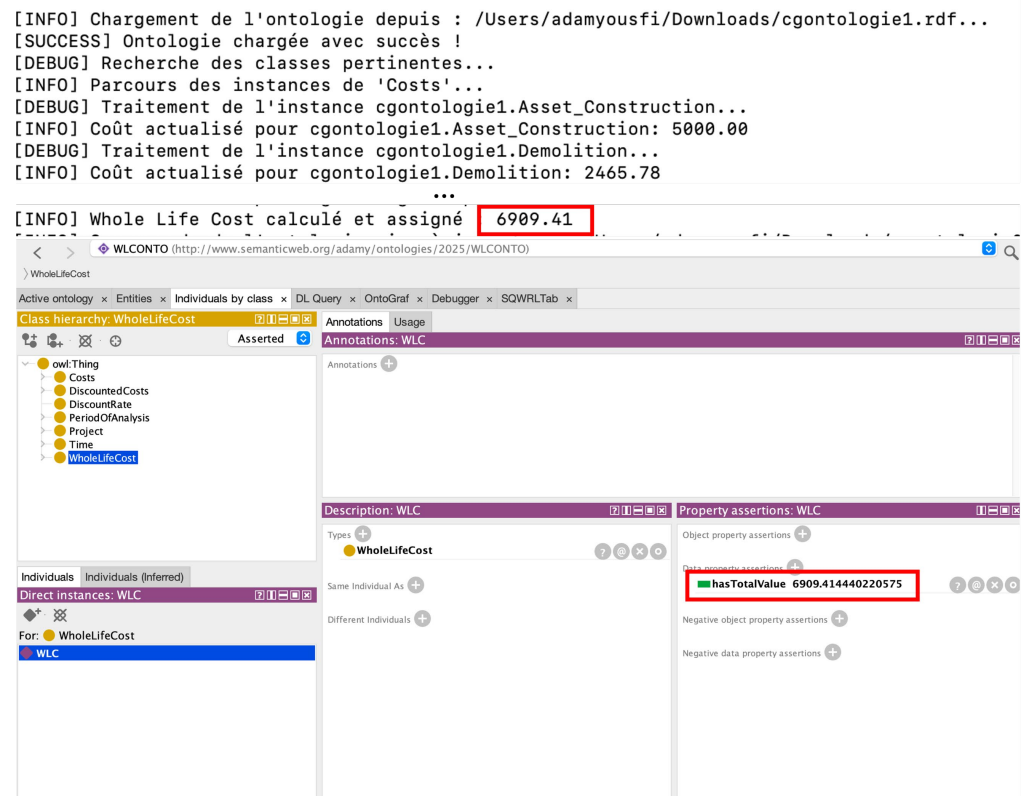 [INFO] Chargement de l'ontologie depuis : /Users/adamyousfi/Downloads/cgontologie1.rdf...
[SUCCESS] Ontologie chargée avec succès !
[DEBUG] Recherche des classes pertinentes...
[INFO] Parcours des instances de 'Costs'...
[DEBUG] Traitement de l'instance cgontologie1.Asset_Construction...
[INFO] Coût actualisé pour cgontologie1.Asset_Construction: 5000.00
[DEBUG] Traitement de l'instance cgontologie1.Demolition...
[INFO] Coût actualisé pour cgontologie1.Demolition: 2465.78
...
[INFO] Whole Life Cost calculé et assigné 6909.41
WLCONTO (http://www.semanticweb.org/adamy/ontologies/2025/WLCONTO)
WholeLifeCost
Active ontology × Entities × Individuals by class × DL Query × OntoGraf × Debugger × SQWRLTab ×
Class hierarchy: WholeLifeCost
Annotations Usage
Asserted
Annotations: WLC
Annotations
owl:Thing
Costs
DiscountedCosts
DiscountRate
PeriodOfAnalysis
Project
Time
WholeLifeCost
Description: WLC
Property assertions: WLC
Types
WholeLifeCost
Same Individual As
Different Individuals
Object property assertions
Data property assertions
hasTotalValue 6909.414440220575
Negative object property assertions
Negative data property assertions
Individuals Individuals (Inferred)
Direct instances: WLC
For: WholeLifeCost
WLC